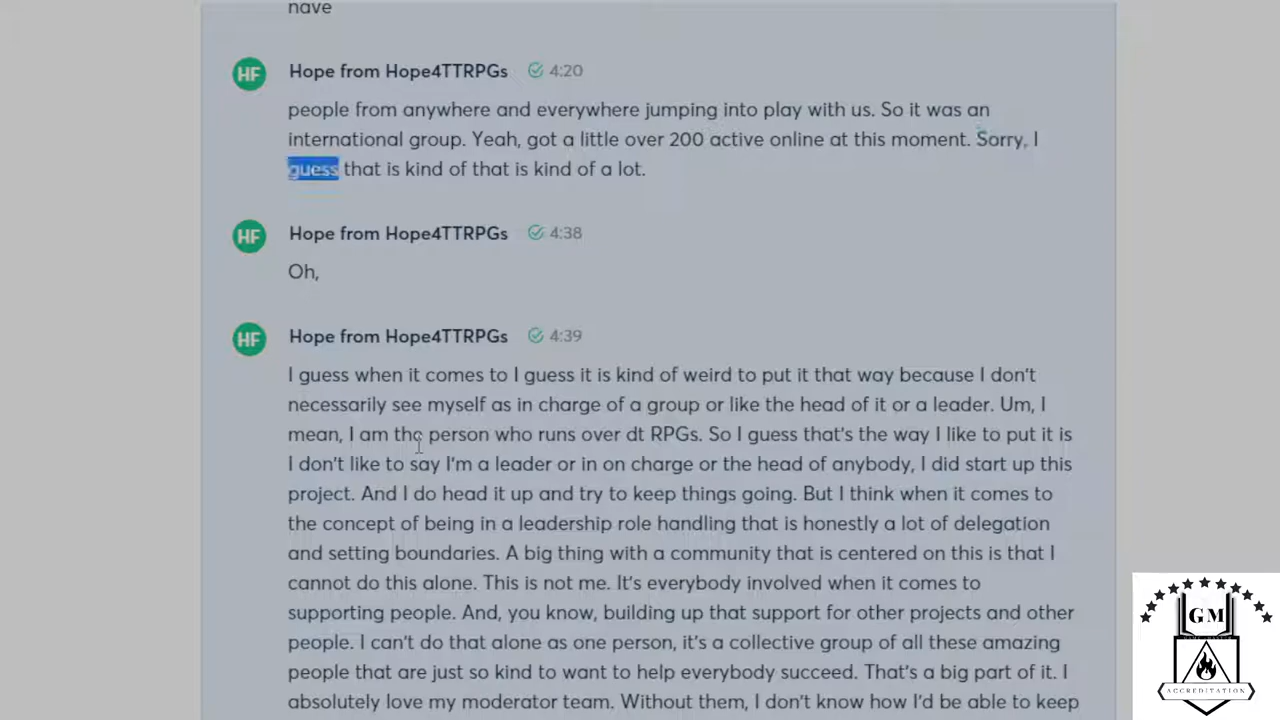 have
HF Hope from Hope4TTRPGs 4:20
people from anywhere and everywhere jumping into play with us. So it was an
international group. Yeah, got a little over 200 active online at this moment. Sorry, I
guess that is kind of that is kind of a lot.
HF Hope from Hope4TTRPGs 4:38
Oh,
HF Hope from Hope4TTRPGs 4:39
I guess when it comes to I guess it is kind of weird to put it that way because I don't
necessarily see myself as in charge of a group or like the head of it or a leader. Um, I
mean, I am the person who runs over dt RPGs. So I guess that's the way I like to put it is
I don't like to say I'm a leader or in on charge or the head of anybody, I did start up this
project. And I do head it up and try to keep things going. But I think when it comes to
the concept of being in a leadership role handling that is honestly a lot of delegation
and setting boundaries. A big thing with a community that is centered on this is that I
cannot do this alone. This is not me. It's everybody involved when it comes to
supporting people. And, you know, building up that support for other projects and other
people. I can't do that alone as one person, it's a collective group of all these amazing
people that are just so kind to want to help everybody succeed. That's a big part of it. I
absolutely love my moderator team. Without them, I don't know how I'd be able to keep
GM
ACCREDITATION